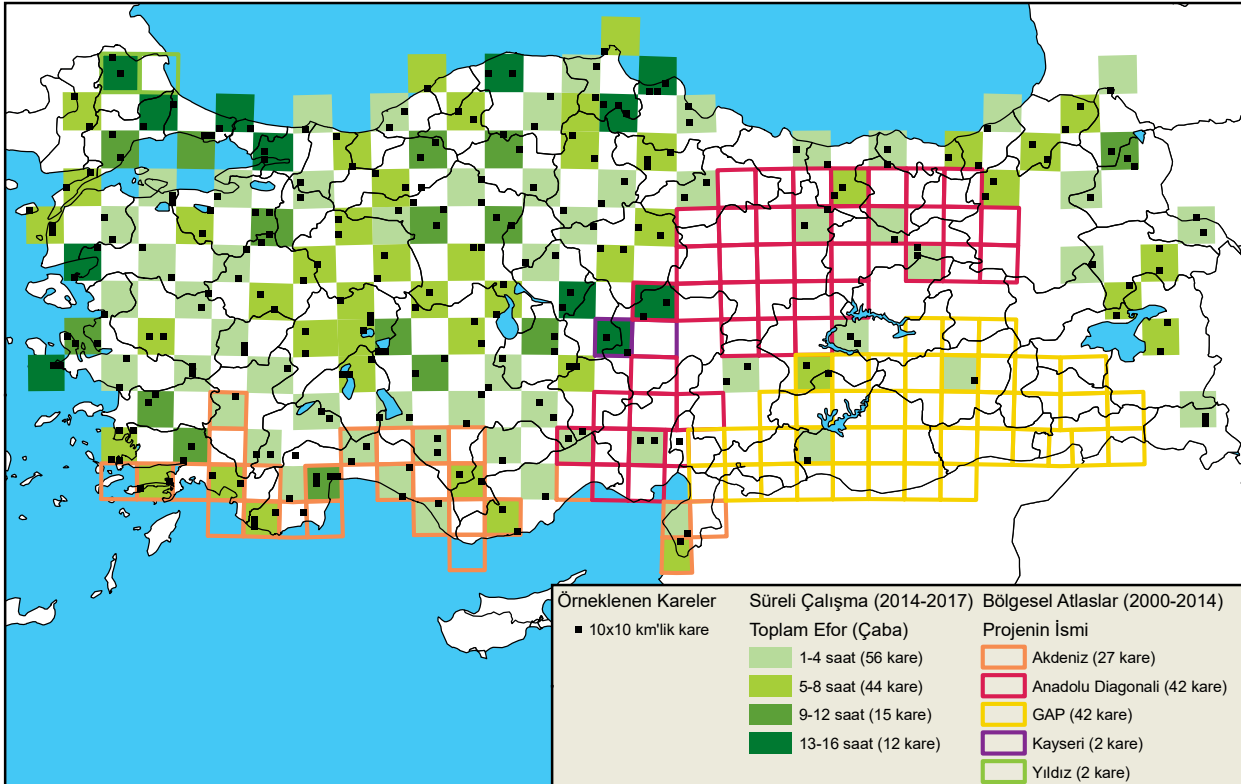 Örneklenen Kareler
10x10 km'lik kare
Süreli Çalışma (2014-2017)
Toplam Efor (Çaba)
1-4 saat (56 kare)
5-8 saat (44 kare)
9-12 saat (15 kare)
13-16 saat (12 kare)
Bölgesel Atlaslar (2000-2014)
Projenin İsmi
Akdeniz (27 kare)
Anadolu Diagonali (42 kare)
GAP (42 kare)
Kayseri (2 kare)
Yıldız (2 kare)